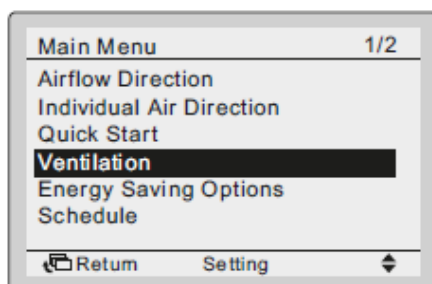 Main Menu 1/2
Airflow Direction
Individual Air Direction
Quick Start
Ventilation
Energy Saving Options
Schedule
Return Setting